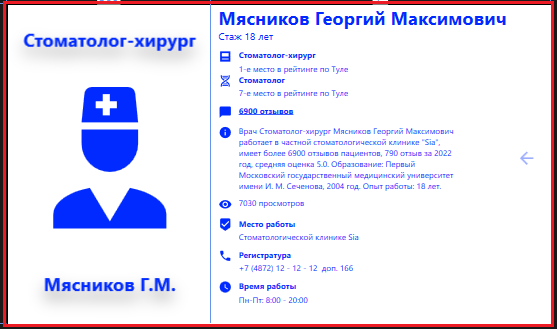 Стоматолог-хирург
Мясников Г.М.
Мясников Георгий Максимович
Стаж 18 лет
Стоматолог-хирург
1-е место в рейтинге по Туле
Стоматолог
7-е место в рейтинге по Туле
6900 отзывов
Врач Стоматолог-хирург Мясников Георгий Максимович
работает в частной стоматологической клинике "Sia",
имеет более 6900 отзывов пациентов, 790 отзыв за 2022
год, средняя оценка 5.0. Образование: Первый
Московский государственный медицинский университет
имени И. М. Сеченова, 2004 год. Опыт работы: 18 лет.
7030 просмотров
Место работы
Стоматологической клинике Sia
Регистратура
+7 (4872) 12 - 12 - 12 доп. 166
Время работы
Пн-Пт: 8:00 - 20:00